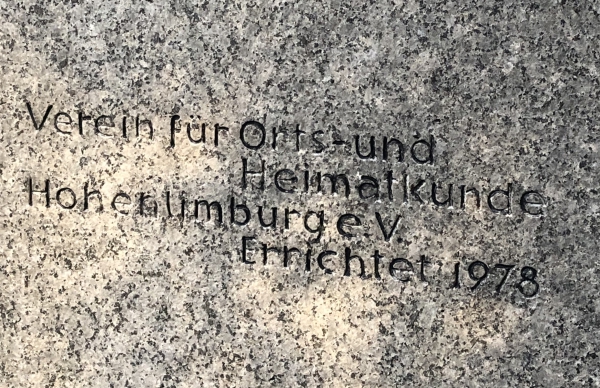 Verein für Orts-und
Heimatkunde
Hohenlimburg e.V.
Errichtet 1978